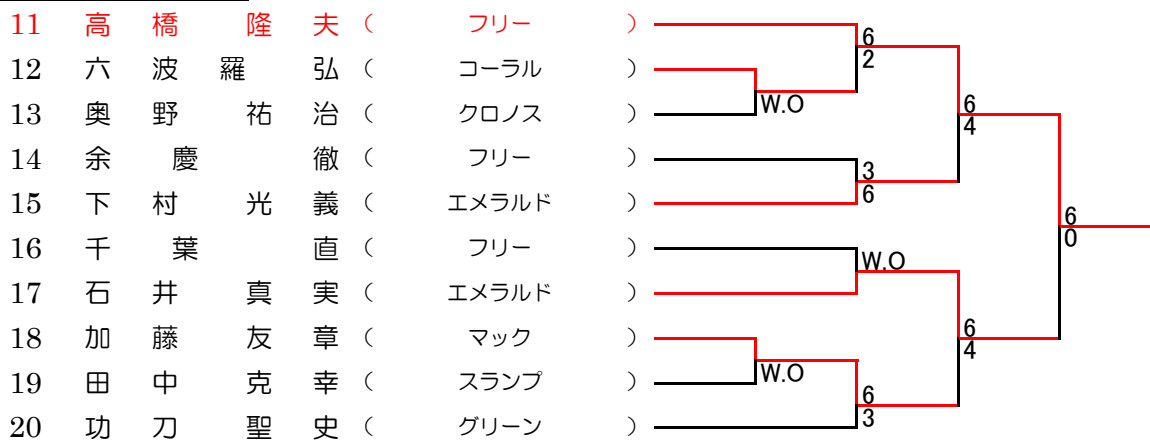 11 高橋 隆夫 ( フリー )
12 六波羅 弘 ( コーラル )
13 奥野 祐治 ( クロノス )
14 余慶 徹 ( フリー )
15 下村 光義 ( エメラルド )
16 千葉 直 ( フリー )
17 石井 真実 ( エメラルド )
18 加藤 友章 ( マック )
19 田中 克幸 ( スランプ )
20 功刀 聖史 ( グリーン )
6
2
W.O
6
4
3
6
6
0
W.O
6
4
W.O
6
3